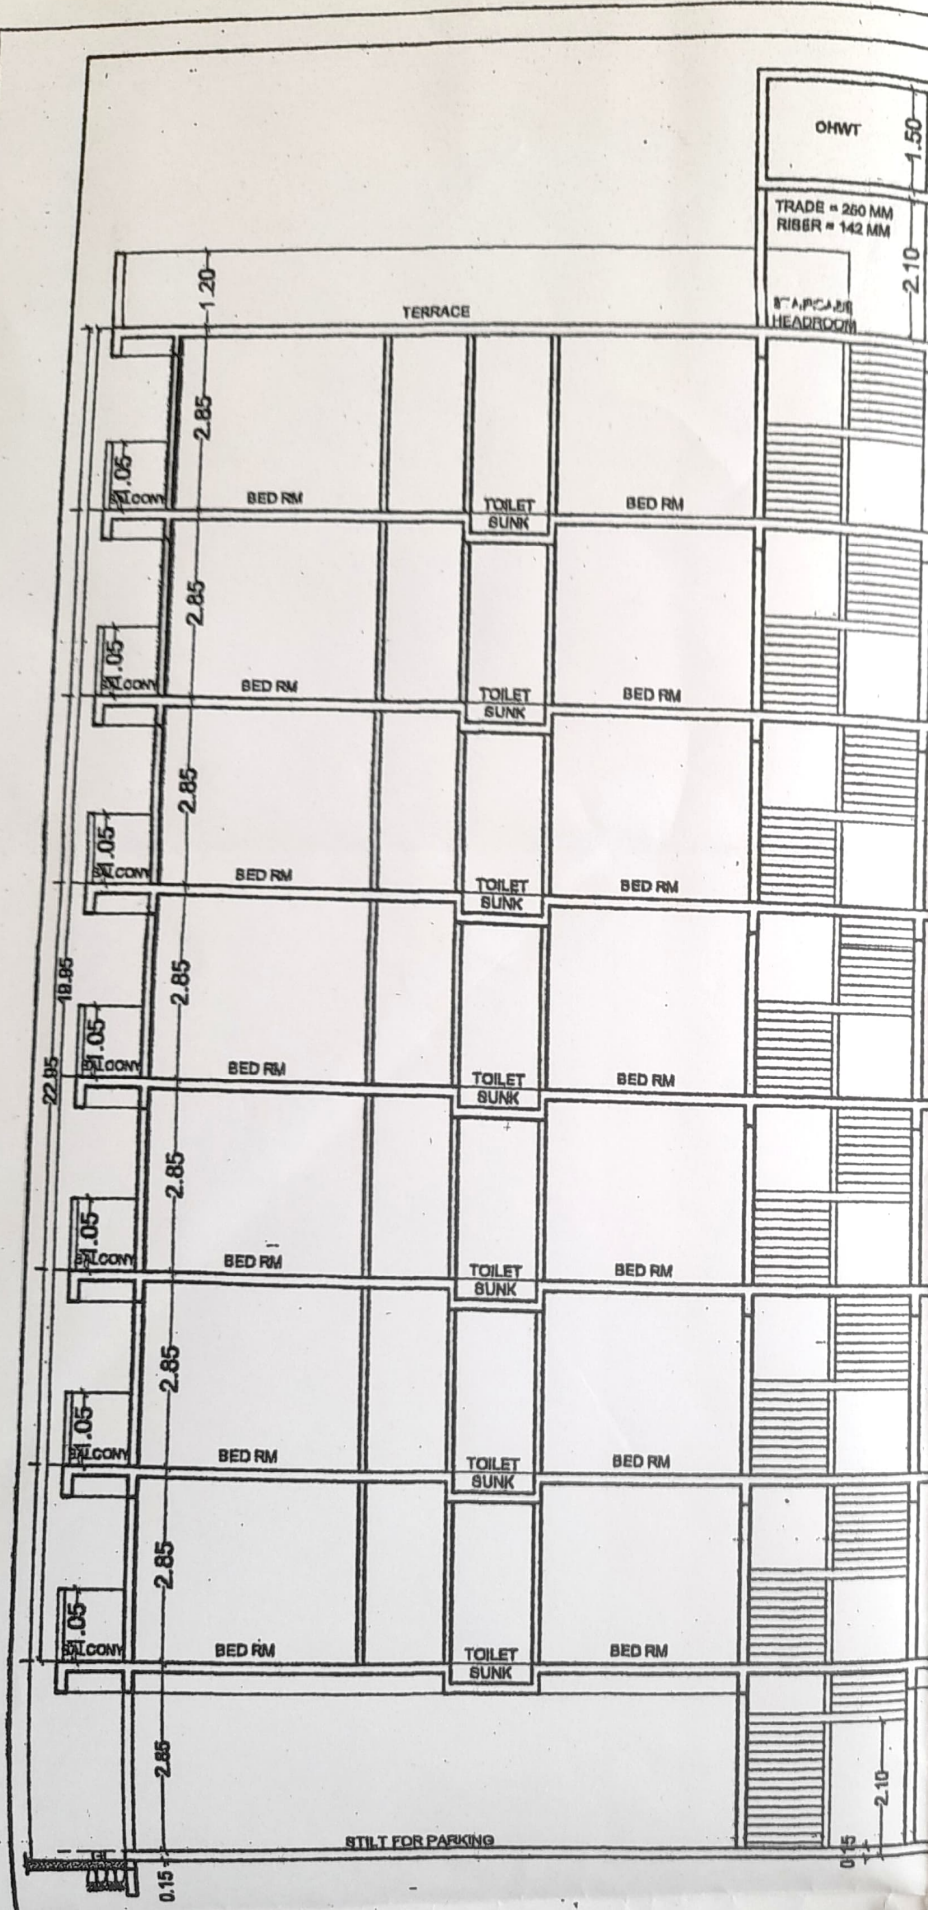 OHWT
1.50
TRADE = 250 MM
RISER = 142 MM
2.10
1.20
TERRACE
STAIRCASE
HEADROOM
2.85
1.05
BALCONY
BED RM
TOILET
SUNK
BED RM
2.85
1.05
BALCONY
BED RM
TOILET
SUNK
BED RM
2.85
1.05
BALCONY
BED RM
TOILET
SUNK
BED RM
19.95
22.95
2.85
1.05
BALCONY
BED RM
TOILET
SUNK
BED RM
2.85
1.05
BALCONY
BED RM
TOILET
SUNK
BED RM
2.85
1.05
BALCONY
BED RM
TOILET
SUNK
BED RM
2.85
1.05
BALCONY
BED RM
TOILET
SUNK
BED RM
2.85
2.10
STILT FOR PARKING
0.15
0.15